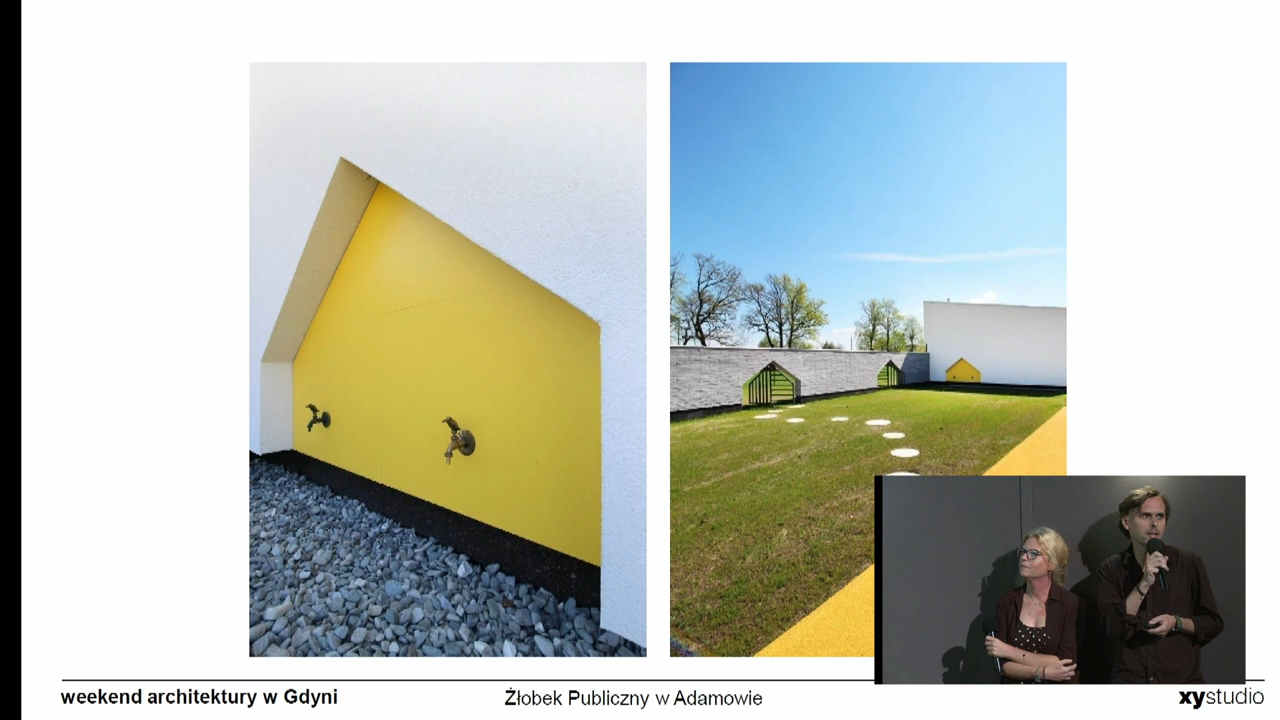 weekend architektury w Gdyni
Żłobek Publiczny w Adamowie
xystudio